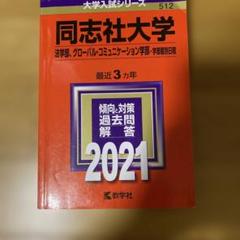 大学入試シリーズ
512
同志社大学
法学部、グローバル・コミュニケーション学部-学部個別日程
最近3カ年
傾向と対策
過去問
解答
2021
教学社